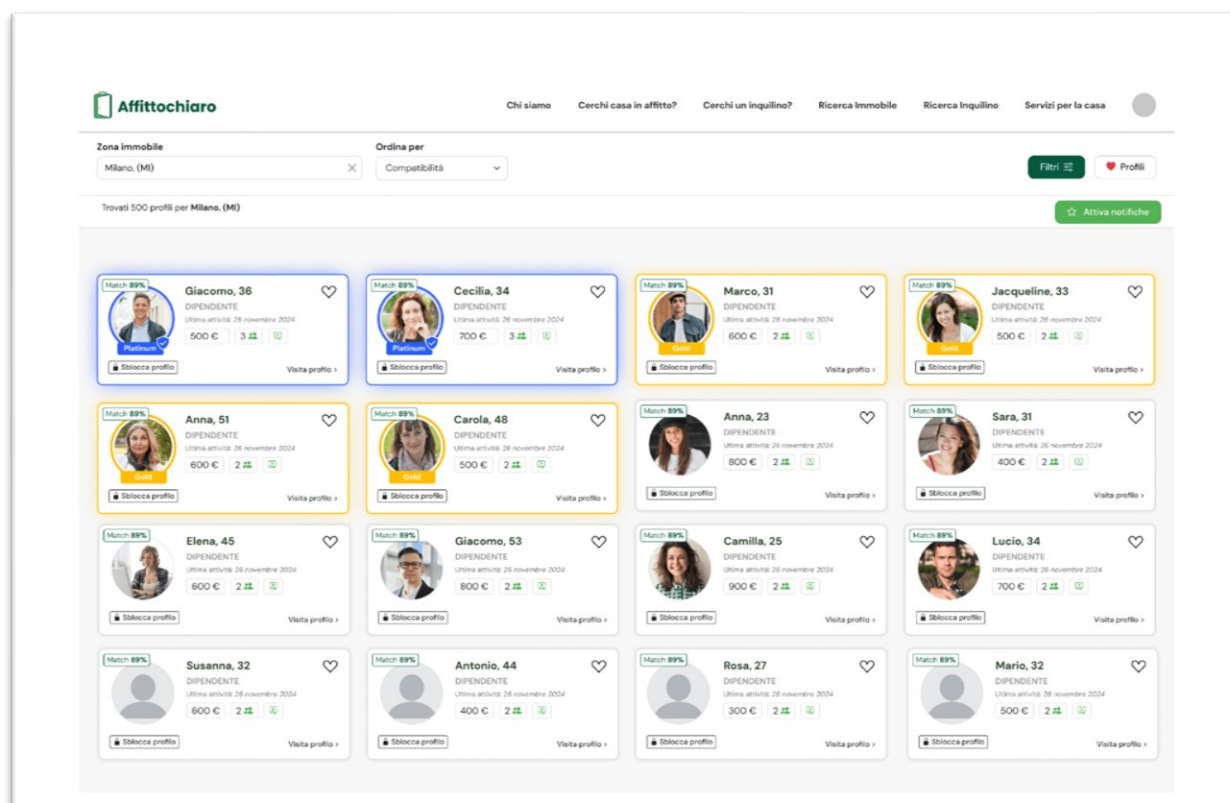 Affittochiaro
Chi siamo Cerchi casa in affitto? Cerchi un inquilino? Ricerca Immobile Ricerca Inquilino Servizi per la casa
Zona immobile Ordina per
Milano, (MI) Compatibilità Filtri Profili
Trovati 500 profili per Milano, (MI) Attiva notifiche
Match 89% Match 89% Match 89% Match 89%
Giacomo, 36 Cecilia, 34 Marco, 31 Jacqueline, 33
DIPENDENTE DIPENDENTE DIPENDENTE DIPENDENTE
Ultima attività: 26 novembre 2024 Ultima attività: 26 novembre 2024 Ultima attività: 26 novembre 2024 Ultima attività: 26 novembre 2024
500 € 3 700 € 3 600 € 2 500 € 2
Platinum Platinum Gold Gold
Sblocca profilo Visita profilo > Sblocca profilo Visita profilo > Sblocca profilo Visita profilo > Sblocca profilo Visita profilo >
Match 89% Match 89% Match 89% Match 89%
Anna, 51 Carola, 48 Anna, 23 Sara, 31
DIPENDENTE DIPENDENTE DIPENDENTE DIPENDENTE
Ultima attività: 26 novembre 2024 Ultima attività: 26 novembre 2024 Ultima attività: 26 novembre 2024 Ultima attività: 26 novembre 2024
600 € 2 500 € 2 800 € 2 400 € 2
Gold Gold
Sblocca profilo Visita profilo > Sblocca profilo Visita profilo > Sblocca profilo Visita profilo > Sblocca profilo Visita profilo >
Match 89% Match 89% Match 89% Match 89%
Elena, 45 Giacomo, 53 Camilla, 25 Lucio, 34
DIPENDENTE DIPENDENTE DIPENDENTE DIPENDENTE
Ultima attività: 26 novembre 2024 Ultima attività: 26 novembre 2024 Ultima attività: 26 novembre 2024 Ultima attività: 26 novembre 2024
600 € 2 800 € 2 900 € 2 700 € 2
Sblocca profilo Visita profilo > Sblocca profilo Visita profilo > Sblocca profilo Visita profilo > Sblocca profilo Visita profilo >
Match 89% Match 89% Match 89% Match 89%
Susanna, 32 Antonio, 44 Rosa, 27 Mario, 32
DIPENDENTE DIPENDENTE DIPENDENTE DIPENDENTE
Ultima attività: 26 novembre 2024 Ultima attività: 26 novembre 2024 Ultima attività: 26 novembre 2024 Ultima attività: 26 novembre 2024
600 € 2 400 € 2 300 € 2 500 € 2
Sblocca profilo Visita profilo > Sblocca profilo Visita profilo > Sblocca profilo Visita profilo > Sblocca profilo Visita profilo >